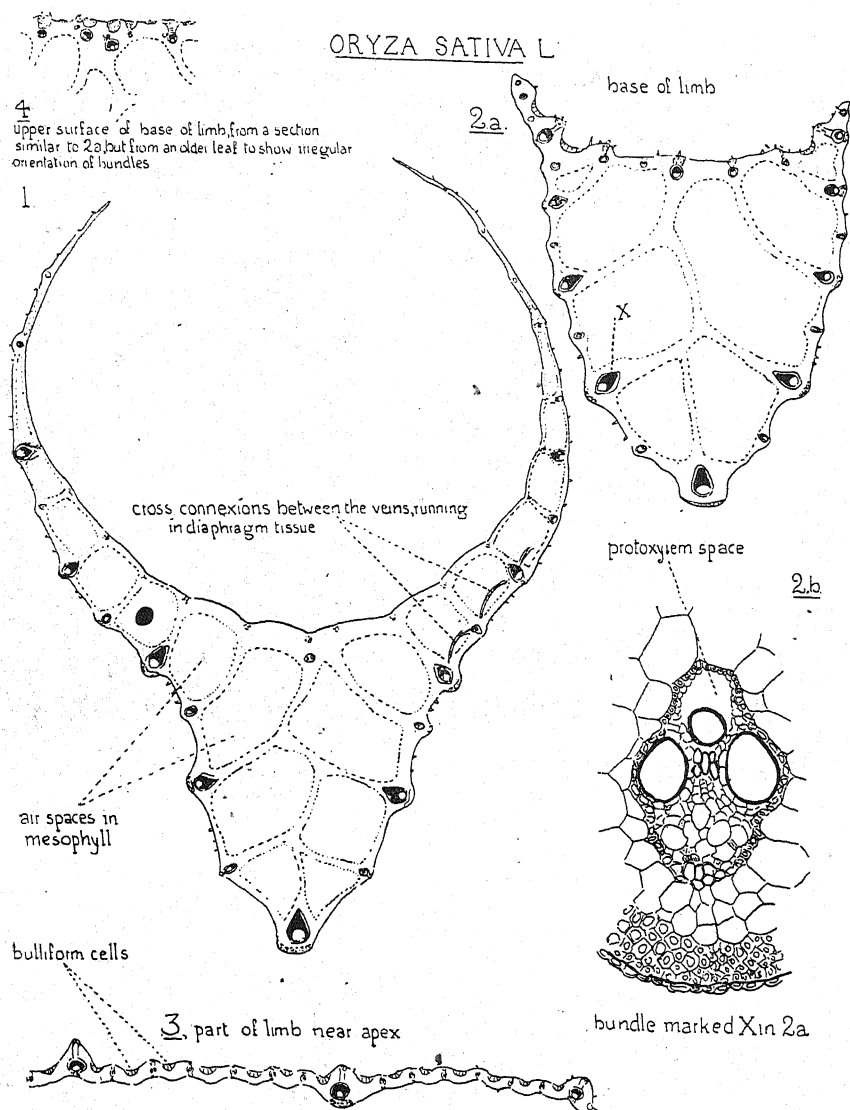 ORYZA SATIVA L
4
upper surface of base of limb, from a section
similar to 2a, but from an older leaf to show irregular
orientation of bundles
2a.
base of limb
1
X
cross connexions between the veins, running
in diaphragm tissue
protoxylem space
2.b.
air spaces in
mesophyll
bulliform cells
3, part of limb near apex
bundle marked X in 2a